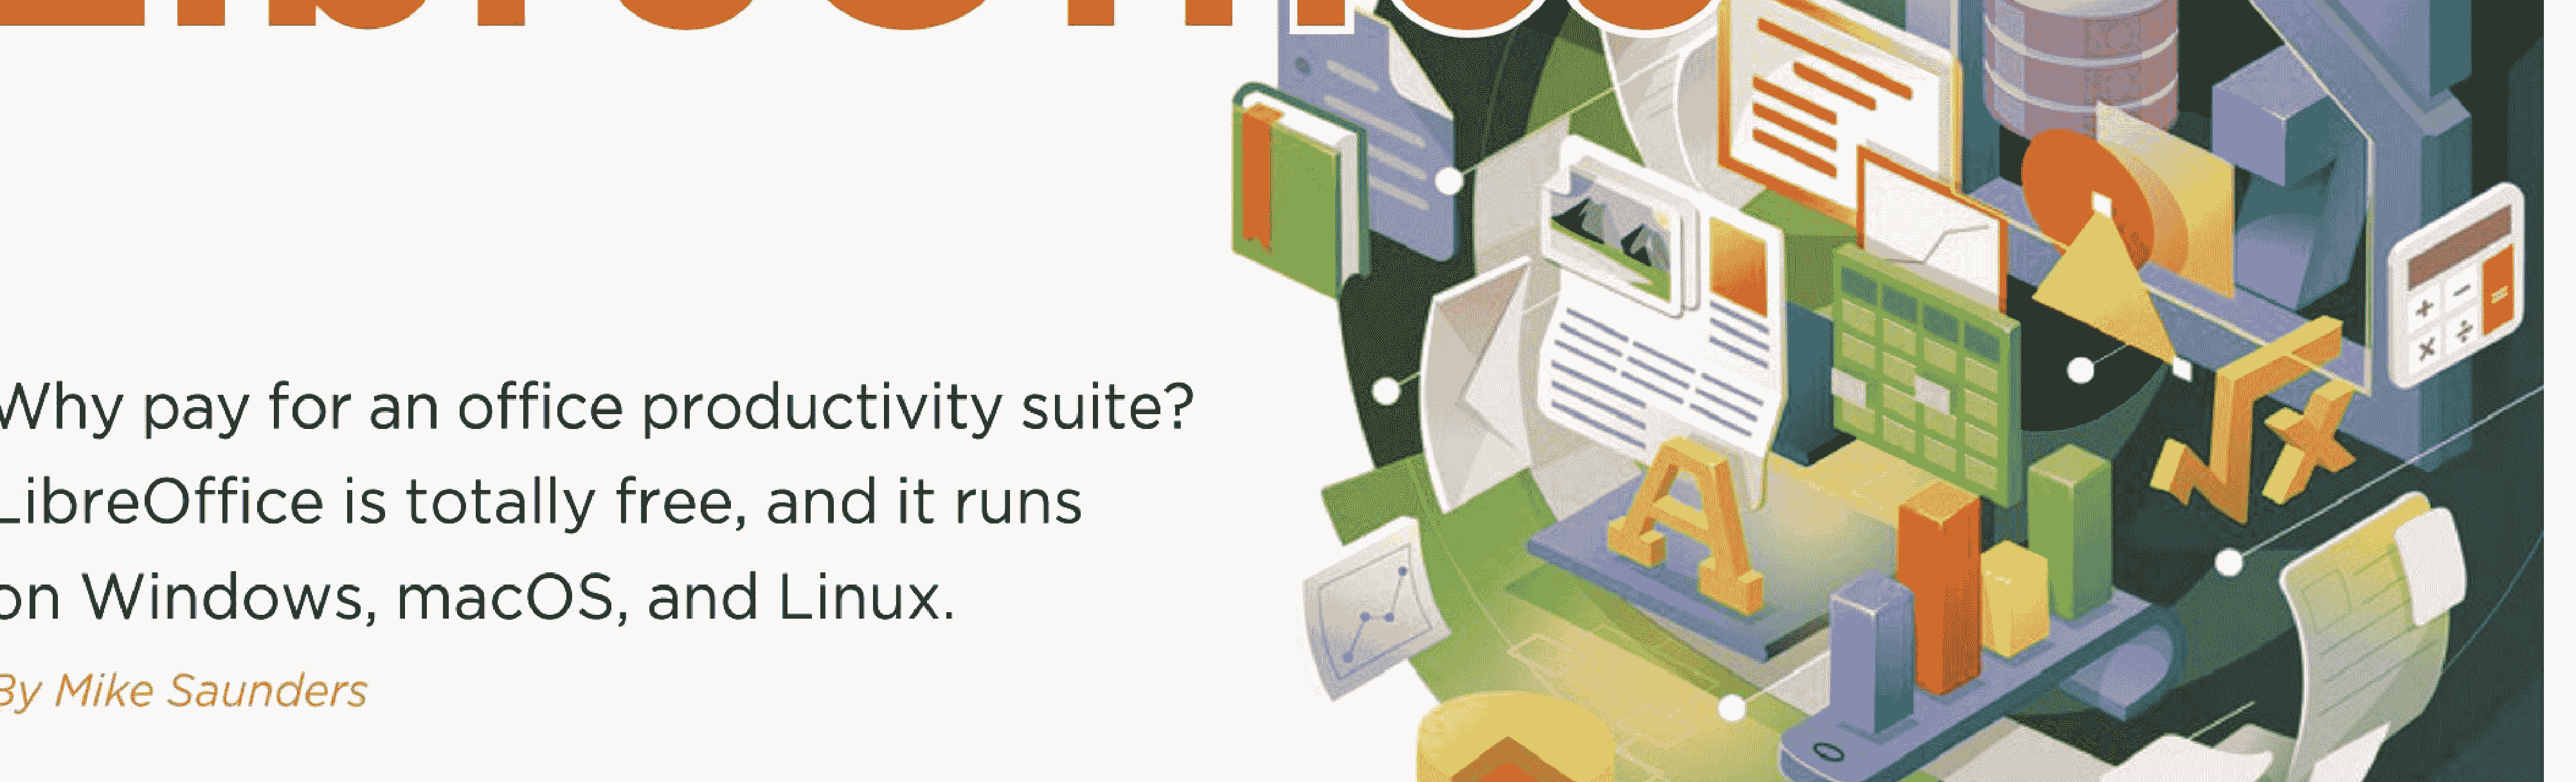 LibreOffice
Why pay for an office productivity suite?
LibreOffice is totally free, and it runs
on Windows, macOS, and Linux.
By Mike Saunders
A
+ −
× ÷ =
√x